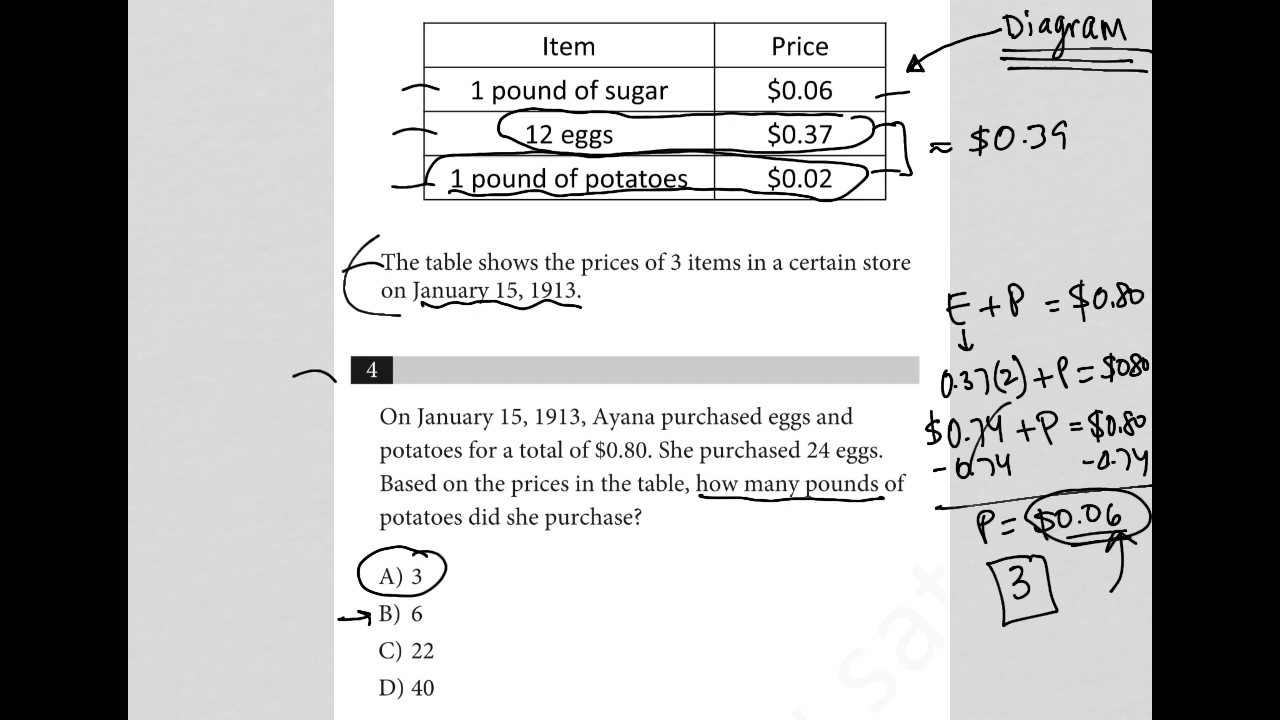 Diagram
Item Price
1 pound of sugar $0.06
12 eggs $0.37
1 pound of potatoes $0.02
≈ $0.39
The table shows the prices of 3 items in a certain store
on January 15, 1913.
4
On January 15, 1913, Ayana purchased eggs and
potatoes for a total of $0.80. She purchased 24 eggs.
Based on the prices in the table, how many pounds of
potatoes did she purchase?
A) 3
B) 6
C) 22
D) 40
E + P = $0.80
0.37(2) + P = $0.80
$0.74 + P = $0.80
- 0.74 - 0.74
P = $0.06
3
sat